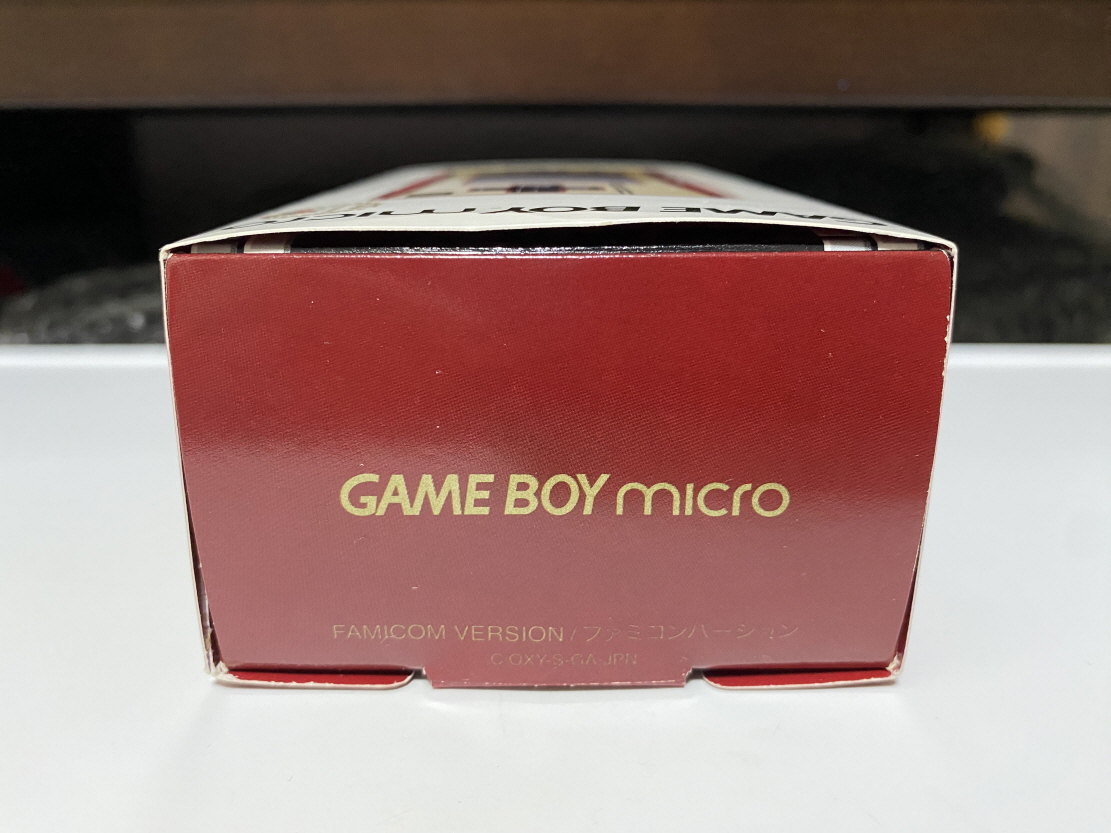 GAME BOY micro
GAME BOY micro
FAMICOM VERSION / ファミコンバージョン
C OXY-S-GA JPN